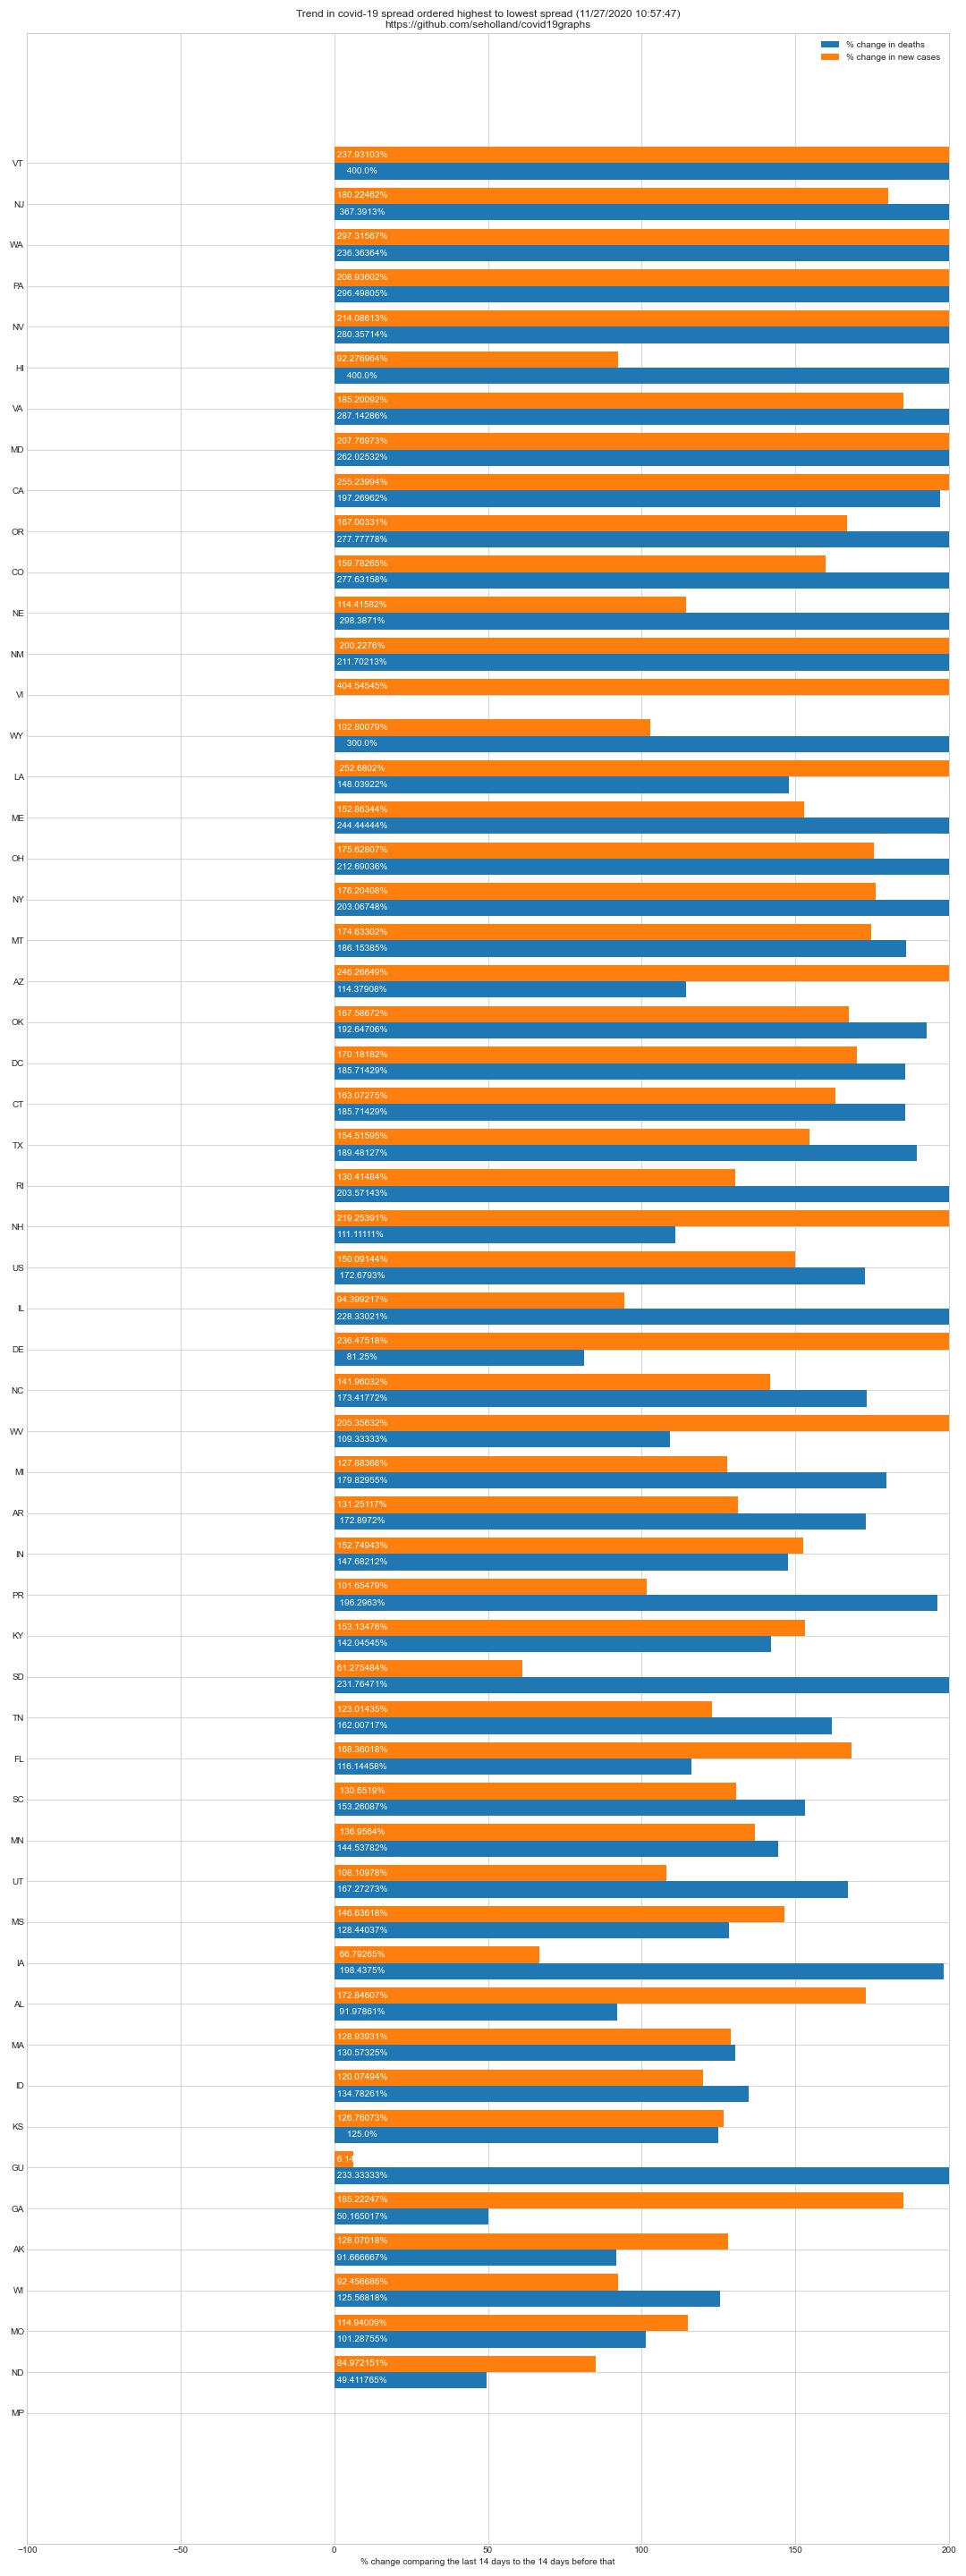 Trend in covid-19 spread ordered highest to lowest spread (11/27/2020 10:57:47)
https://github.com/seholland/covid19graphs
% change in deaths
% change in new cases
237.93103%
VT
400.0%
180.22462%
NJ
367.3913%
297.31567%
WA
236.36364%
208.93602%
PA
296.49805%
214.08613%
NV
280.35714%
92.276964%
HI
400.0%
185.20092%
VA
287.14286%
207.76973%
MD
262.02532%
255.23994%
CA
197.26962%
167.00331%
OR
277.77778%
159.78265%
CO
277.63158%
114.41582%
NE
298.3871%
200.2276%
NM
211.70213%
404.54545%
VI
102.80079%
WY
300.0%
252.6802%
LA
148.03922%
152.86344%
ME
244.44444%
175.62807%
OH
212.69036%
176.20408%
NY
203.06748%
174.63302%
MT
186.15385%
246.26649%
AZ
114.37908%
167.58672%
OK
192.64706%
170.18182%
DC
185.71429%
163.07275%
CT
185.71429%
154.51595%
TX
189.48127%
130.41484%
RI
203.57143%
219.25391%
NH
111.11111%
150.09144%
US
172.6793%
94.399217%
IL
228.33021%
236.47518%
DE
81.25%
141.96032%
NC
173.41772%
205.35632%
WV
109.33333%
127.88368%
MI
179.82955%
131.25117%
AR
172.8972%
152.74943%
IN
147.68212%
101.65479%
PR
196.2963%
153.13476%
KY
142.04545%
61.275484%
SD
231.76471%
123.01435%
TN
162.00717%
168.36018%
FL
116.14458%
130.6519%
SC
153.26087%
136.9564%
MN
144.53782%
108.10978%
UT
167.27273%
146.63618%
MS
128.44037%
66.79265%
IA
198.4375%
172.84607%
AL
91.97861%
128.93931%
MA
130.57325%
120.07494%
ID
134.78261%
126.76073%
KS
125.0%
GU
233.33333%
185.22247%
GA
50.165017%
128.07018%
AK
91.666667%
92.456686%
WI
125.56818%
114.94009%
MO
101.28755%
84.972151%
ND
49.411765%
MP
−100 −50 0 50 100 150 200
% change comparing the last 14 days to the 14 days before that